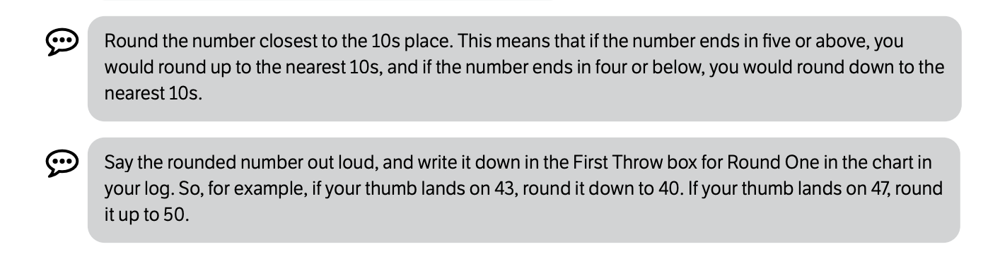 Round the number closest to the 10s place. This means that if the number ends in five or above, you
would round up to the nearest 10s, and if the number ends in four or below, you would round down to the
nearest 10s.
Say the rounded number out loud, and write it down in the First Throw box for Round One in the chart in
your log. So, for example, if your thumb lands on 43, round it down to 40. If your thumb lands on 47, round
it up to 50.